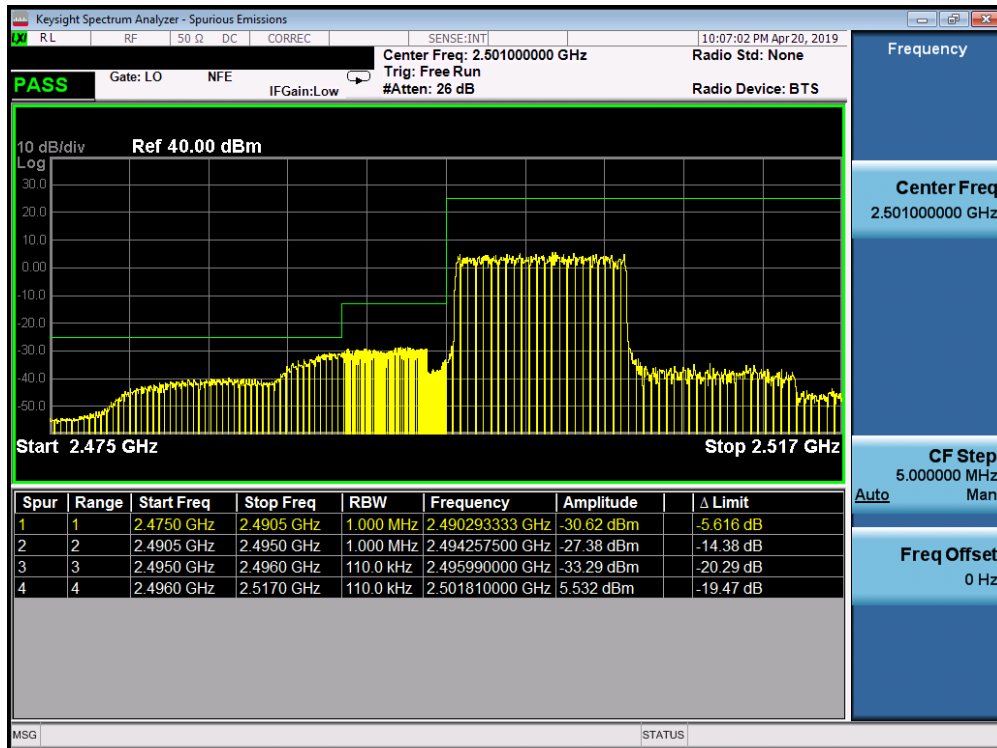 Keysight Spectrum Analyzer - Spurious Emissions
LXI RL RF 50 Ω DC CORREC SENSE:INT 10:07:02 PM Apr 20, 2019
Center Freq: 2.501000000 GHz Radio Std: None
PASS Gate: LO NFE Trig: Free Run
IFGain:Low #Atten: 26 dB Radio Device: BTS
10 dB/div Ref 40.00 dBm
Log
30.0
20.0
10.0
0.00
-10.0
-20.0
-30.0
-40.0
-50.0
Start 2.475 GHz Stop 2.517 GHz
Spur Range Start Freq Stop Freq RBW Frequency Amplitude Δ Limit
1 1 2.4750 GHz 2.4905 GHz 1.000 MHz 2.490293333 GHz -30.62 dBm -5.616 dB
2 2 2.4905 GHz 2.4950 GHz 1.000 MHz 2.494257500 GHz -27.38 dBm -14.38 dB
3 3 2.4950 GHz 2.4960 GHz 110.0 kHz 2.495990000 GHz -33.29 dBm -20.29 dB
4 4 2.4960 GHz 2.5170 GHz 110.0 kHz 2.501810000 GHz 5.532 dBm -19.47 dB
MSG STATUS
Frequency
Center Freq
2.501000000 GHz
CF Step
5.000000 MHz
Auto Man
Freq Offset
0 Hz